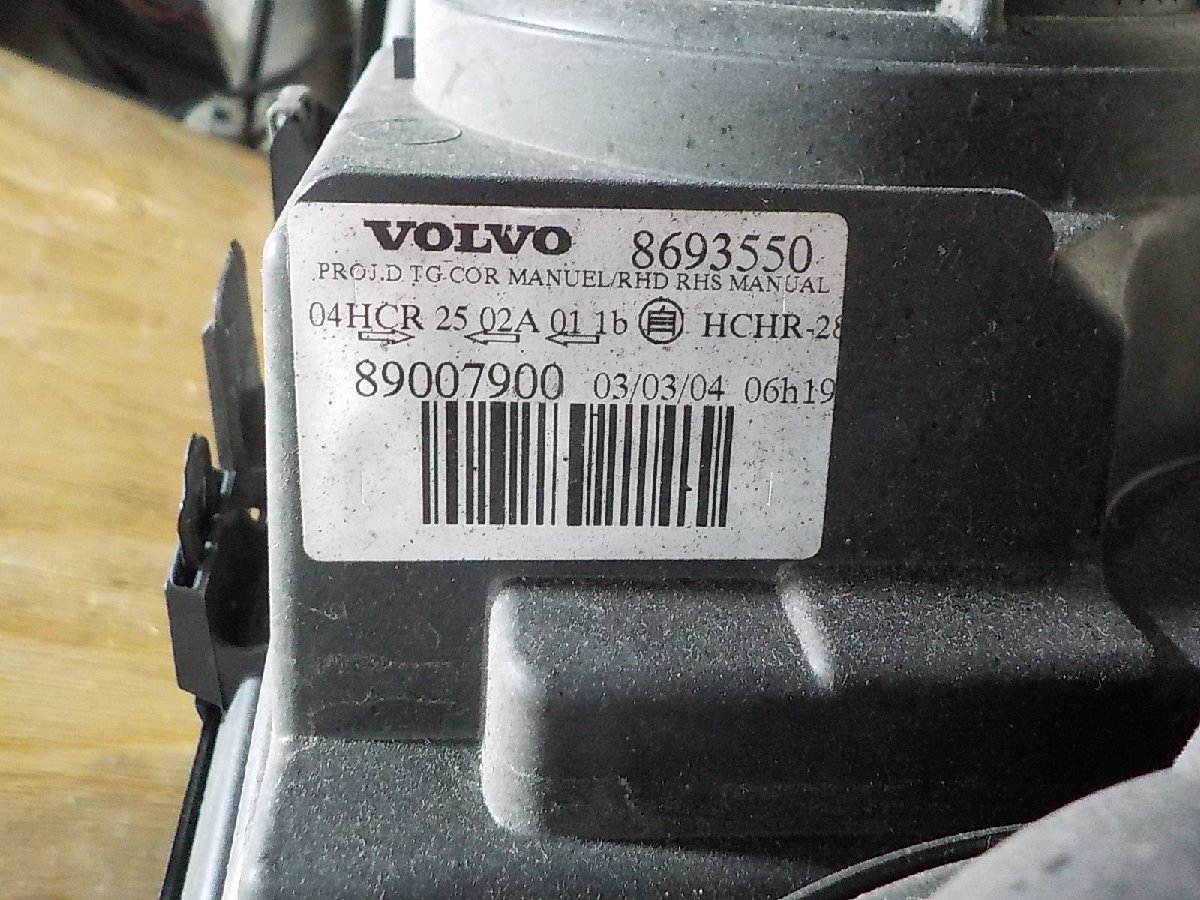 VOLVO 8693550
PROJ.D TG COR MANUEL/RHD RHS MANUAL
04HCR 25 02A 01 1b 自 HCHR-28
89007900 03/03/04 06h19